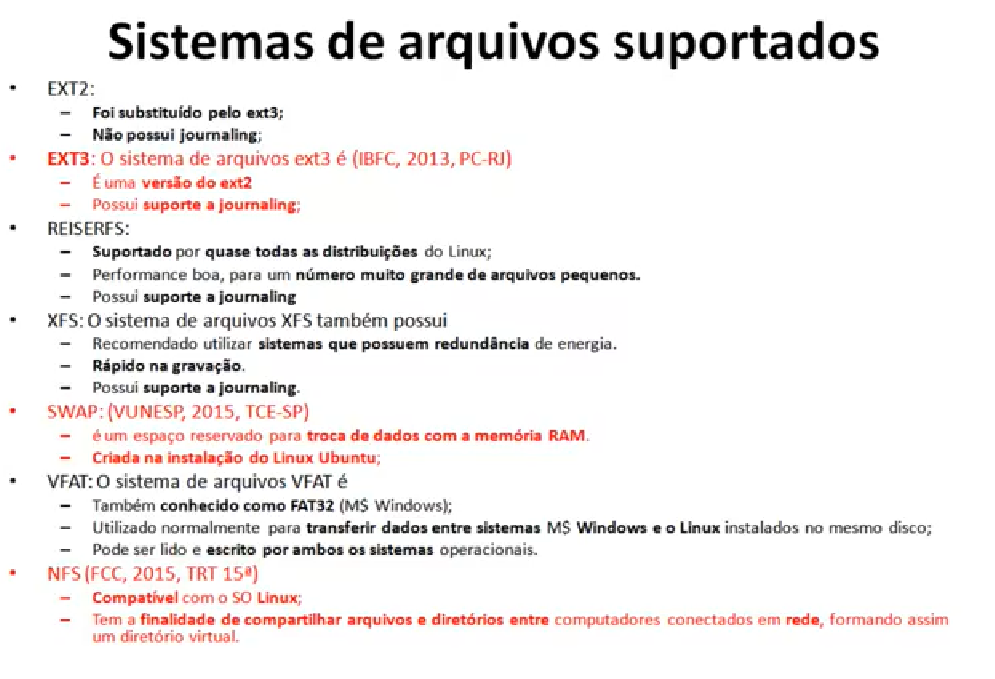 Sistemas de arquivos suportados
• EXT2:
– Foi substituído pelo ext3;
– Não possui journaling;
• EXT3: O sistema de arquivos ext3 é (IBFC, 2013, PC-RJ)
– É uma versão do ext2
– Possui suporte a journaling;
• REISERFS:
– Suportado por quase todas as distribuições do Linux;
– Performance boa, para um número muito grande de arquivos pequenos.
– Possui suporte a journaling
• XFS: O sistema de arquivos XFS também possui
– Recomendado utilizar sistemas que possuem redundância de energia.
– Rápido na gravação.
– Possui suporte a journaling.
• SWAP: (VUNESP, 2015, TCE-SP)
– é um espaço reservado para troca de dados com a memória RAM.
– Criada na instalação do Linux Ubuntu;
• VFAT: O sistema de arquivos VFAT é
– Também conhecido como FAT32 (M$ Windows);
– Utilizado normalmente para transferir dados entre sistemas M$ Windows e o Linux instalados no mesmo disco;
– Pode ser lido e escrito por ambos os sistemas operacionais.
• NFS (FCC, 2015, TRT 15ª)
– Compatível com o SO Linux;
– Tem a finalidade de compartilhar arquivos e diretórios entre computadores conectados em rede, formando assim
um diretório virtual.